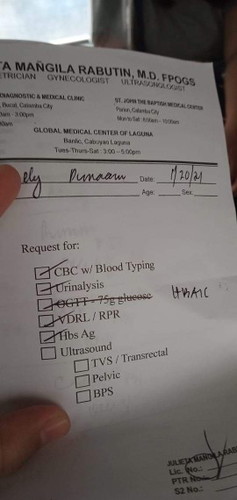 TA MAÑGILA RABUTIN, M.D. FPOGS
ETRICIAN GYNECOLOGIST ULTRASONOLOGIST
DIAGNOSTIC & MEDICAL CLINIC
Bucal, Calamba City
3:00pm
ST. JOHN THE BAPTIST MEDICAL CENTER
Parian, Calamba City
GLOBAL MEDICAL CENTER OF LAGUNA
Banlic, Cabuyao Laguna
Tues-Thurs-Sat : 3:00 - 5:00pm
ely Date: 1/20/21
Age: Sex:
Request for:
CBC w/ Blood Typing
Urinalysis
OGTT - 75g glucose HBA1C
VDRL / RPR
Hbs Ag
Ultrasound
TVS / Transrectal
Pelvic
BPS
Lic. No.:
PTR No.:
S2 No.: